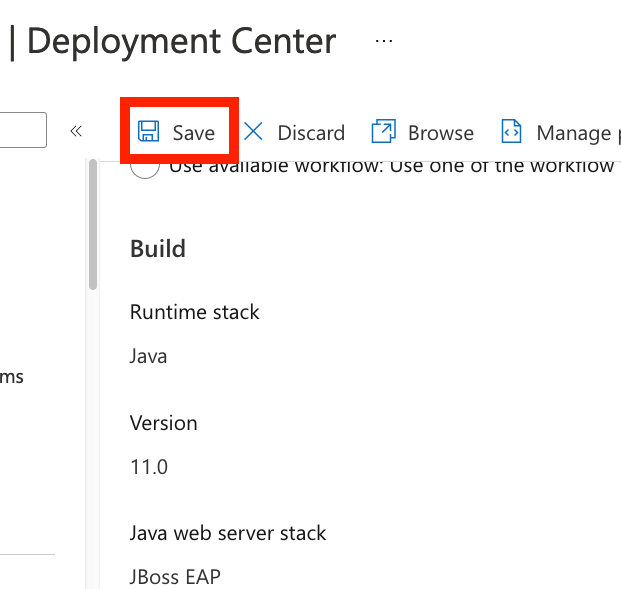 | Deployment Center ...
«
Save Discard Browse Manage
Use available workflow: Use one of the workflow
Build
Runtime stack
Java
ms
Version
11.0
Java web server stack
JBoss EAP